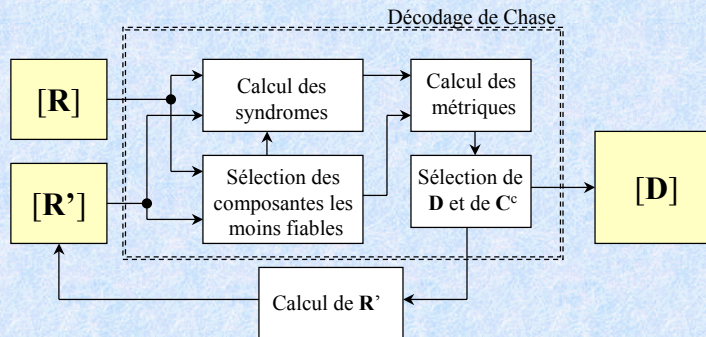 Décodage de Chase
[R]
Calcul des
syndromes
Calcul des
métriques
[R’]
Sélection des
composantes les
moins fiables
Sélection de
D et de Cᶜ
[D]
Calcul de R’